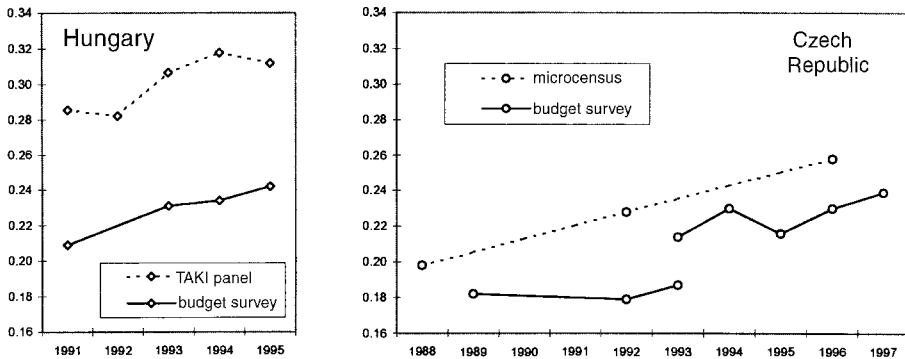 Hungary
0.34
0.32
0.30
0.28
0.26
0.24
0.22
0.20
0.18
0.16
TAKI panel
budget survey
1991 1992 1993 1994 1995
Czech
Republic
0.34
0.32
0.30
0.28
0.26
0.24
0.22
0.20
0.18
0.16
microcensus
budget survey
1988 1989 1990 1991 1992 1993 1994 1995 1996 1997